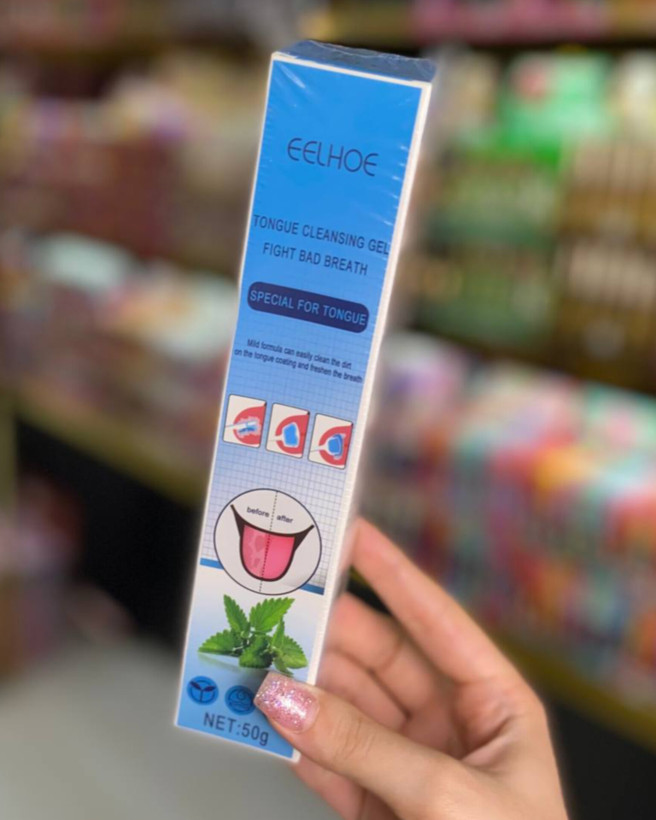 EELHOE
TONGUE CLEANSING GEL
FIGHT BAD BREATH
SPECIAL FOR TONGUE
Mild formula can easily clean the dirt
on the tongue coating and freshen the breath
before after
NET:50g